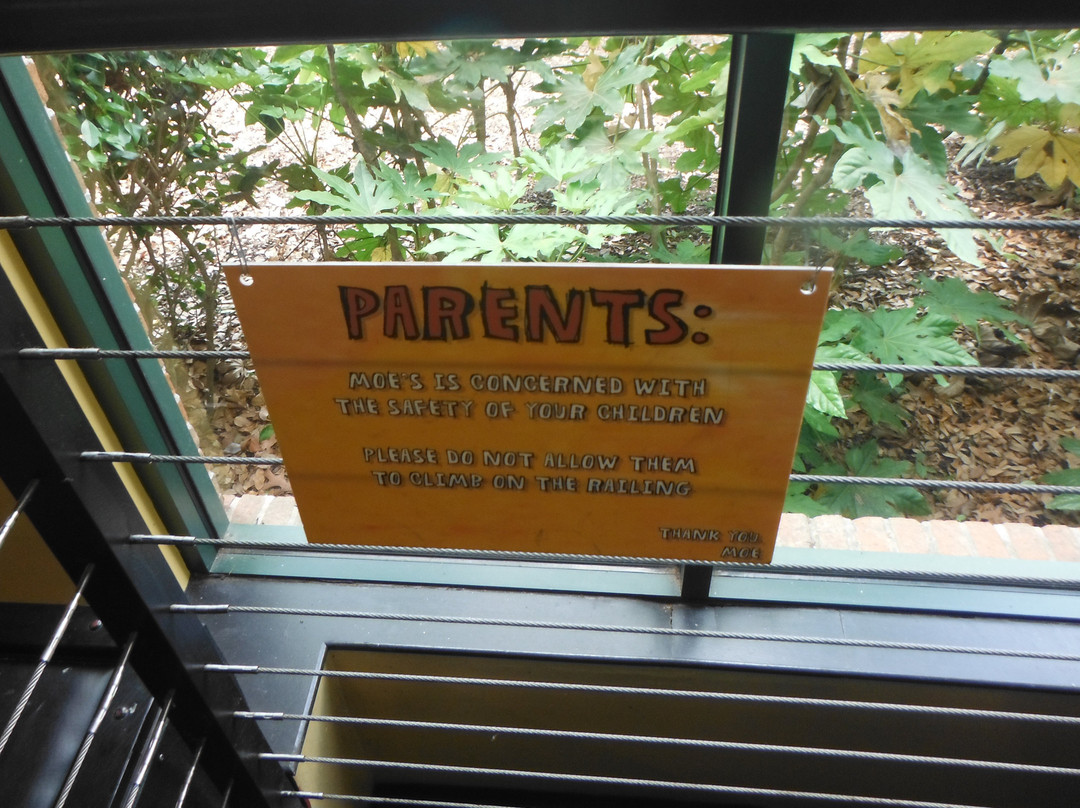 PARENTS:
MOE'S IS CONCERNED WITH
THE SAFETY OF YOUR CHILDREN
PLEASE DO NOT ALLOW THEM
TO CLIMB ON THE RAILING
THANK YOU,
MOE